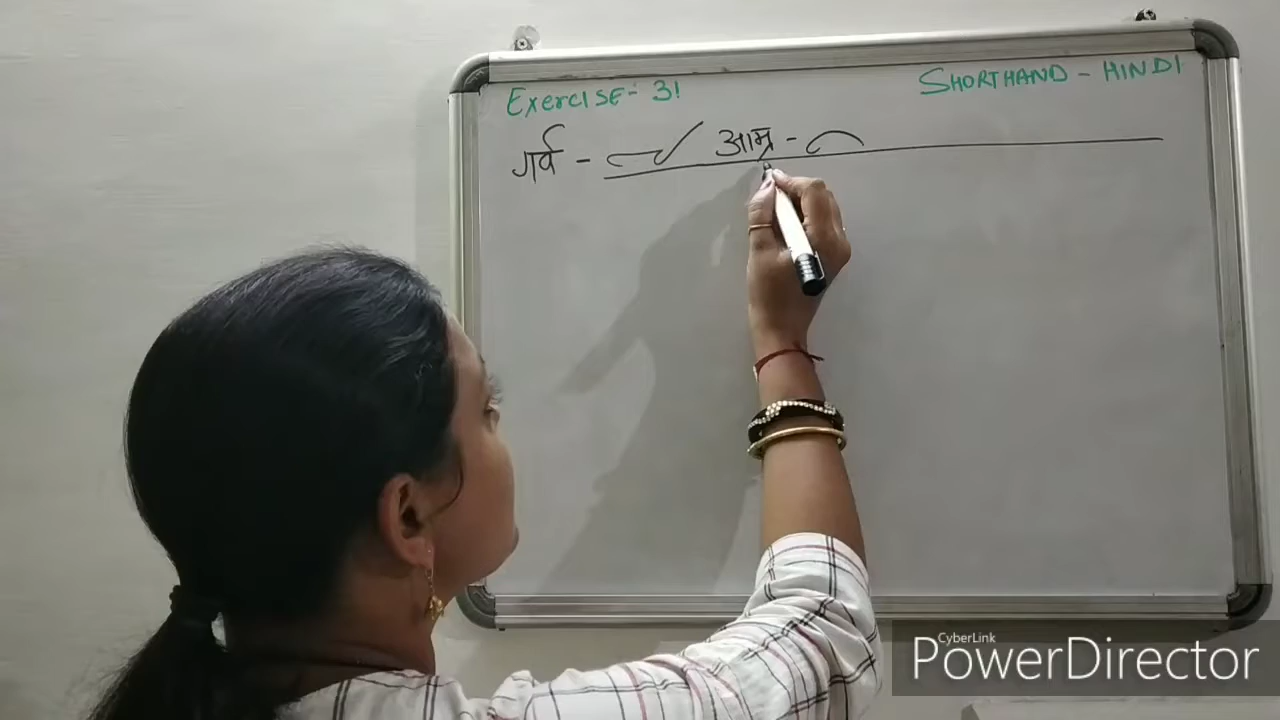 Exercise:- 31
SHORTHAND - HINDI
गर्व -
आम्र -
CyberLink
PowerDirector